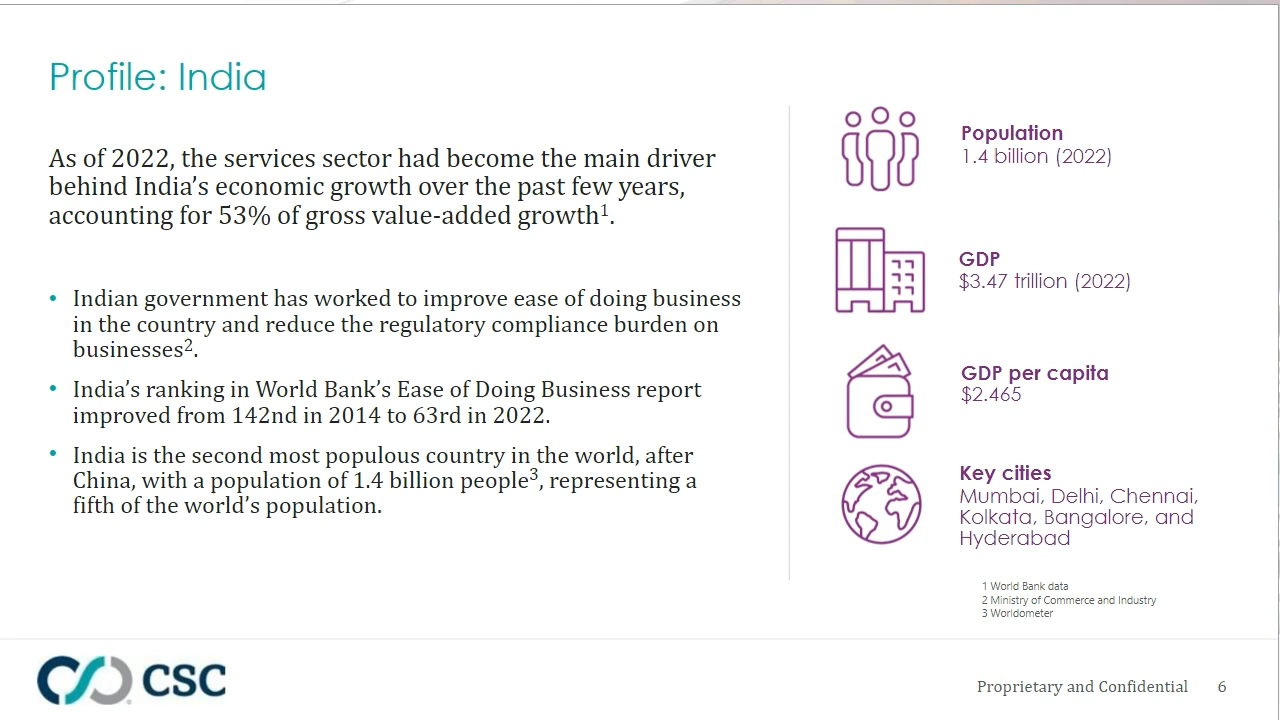 Profile: India
As of 2022, the services sector had become the main driver
behind India’s economic growth over the past few years,
accounting for 53% of gross value-added growth¹.
• Indian government has worked to improve ease of doing business
in the country and reduce the regulatory compliance burden on
businesses².
• India’s ranking in World Bank’s Ease of Doing Business report
improved from 142nd in 2014 to 63rd in 2022.
• India is the second most populous country in the world, after
China, with a population of 1.4 billion people³, representing a
fifth of the world’s population.
Population
1.4 billion (2022)
GDP
$3.47 trillion (2022)
GDP per capita
$2.465
Key cities
Mumbai, Delhi, Chennai,
Kolkata, Bangalore, and
Hyderabad
1 World Bank data
2 Ministry of Commerce and Industry
3 Worldometer
CSC
Proprietary and Confidential 6